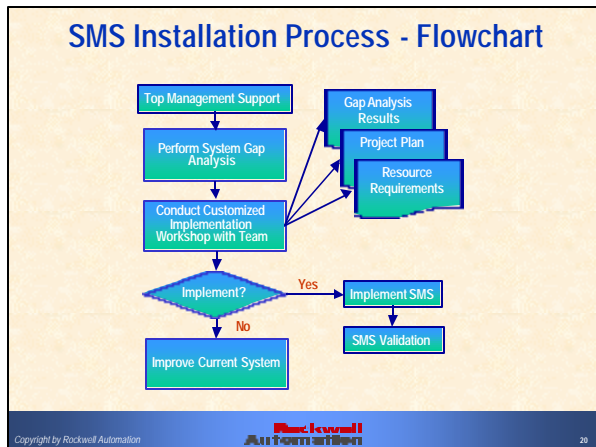 SMS Installation Process - Flowchart
Top Management Support
Perform System Gap
Analysis
Conduct Customized
Implementation
Workshop with Team
Gap Analysis
Results
Project Plan
Resource
Requirements
Implement?
Yes
Implement SMS
No
SMS Validation
Improve Current System
Copyright by Rockwell Automation
Rockwell
Automation
20